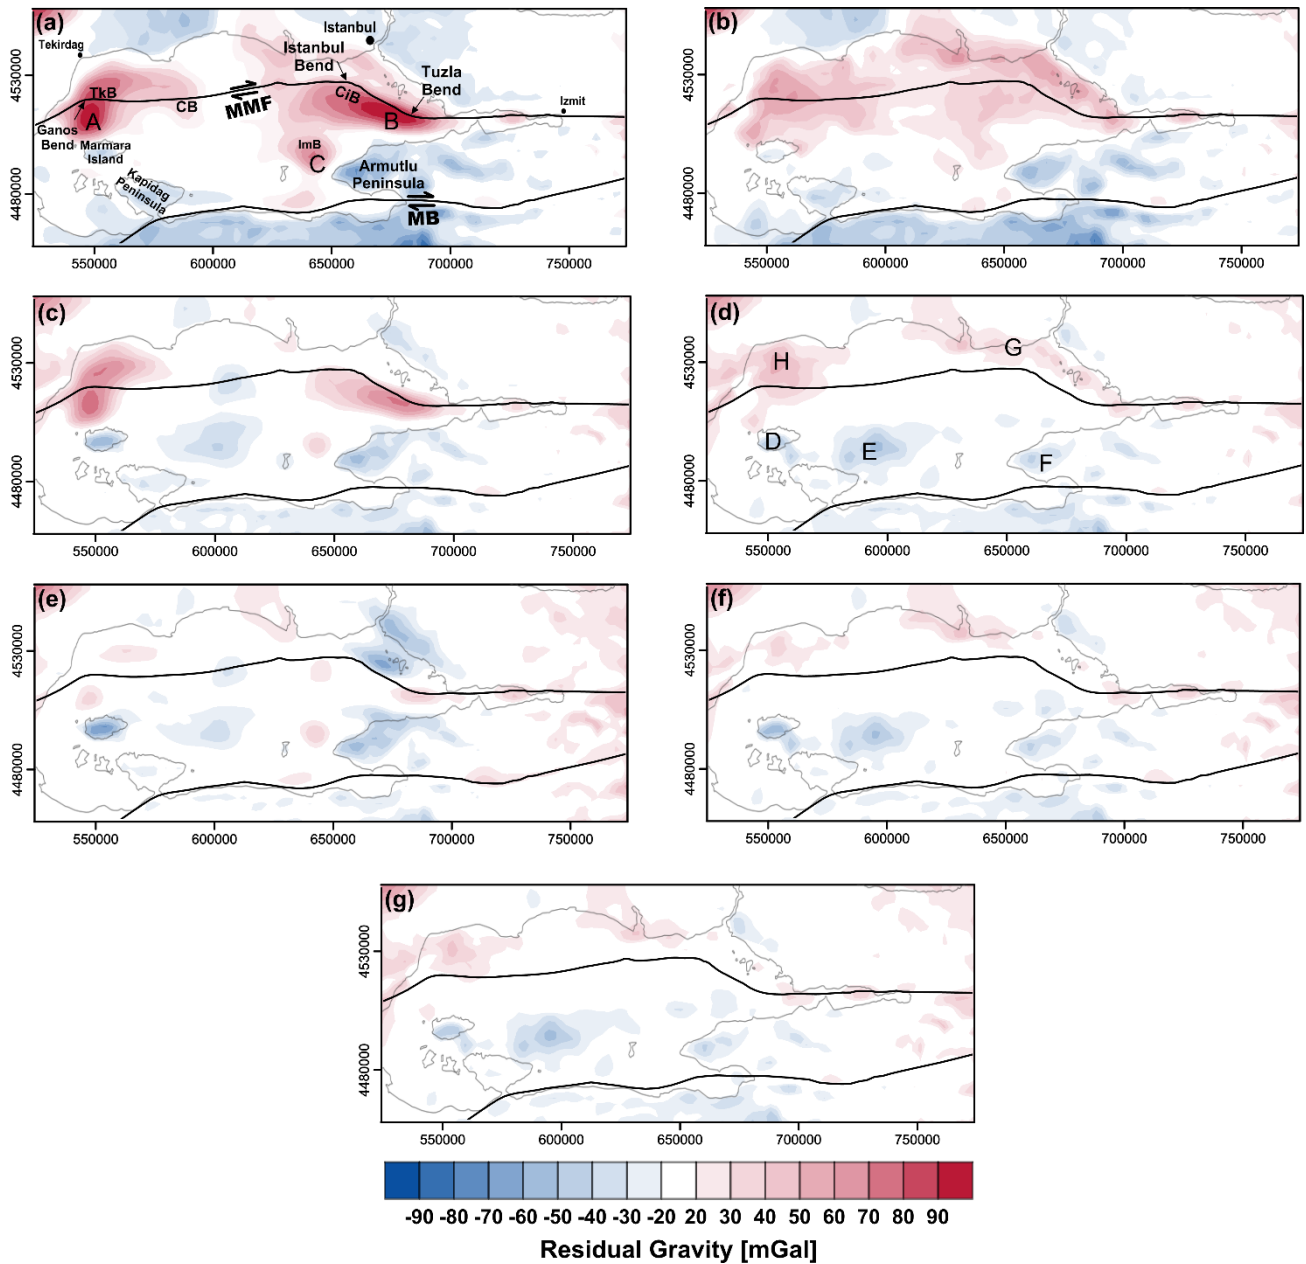 (a)
Istanbul
Tekirdag
Istanbul
Bend
Tuzla
Bend
4530000
TkB
CB
MMF
CiB
Izmit
A
B
Ganos
Bend
Marmara
Island
ImB
C
Kapidag
Peninsula
Armutlu
Peninsula
4480000
MB
550000 600000 650000 700000 750000
(b)
4530000
4480000
550000 600000 650000 700000 750000
(c)
4530000
4480000
550000 600000 650000 700000 750000
(d)
4530000
G
H
D
E
F
4480000
550000 600000 650000 700000 750000
(e)
4530000
4480000
550000 600000 650000 700000 750000
(f)
4530000
4480000
550000 600000 650000 700000 750000
(g)
4530000
4480000
550000 600000 650000 700000 750000
-90 -80 -70 -60 -50 -40 -30 -20 20 30 40 50 60 70 80 90
Residual Gravity [mGal]